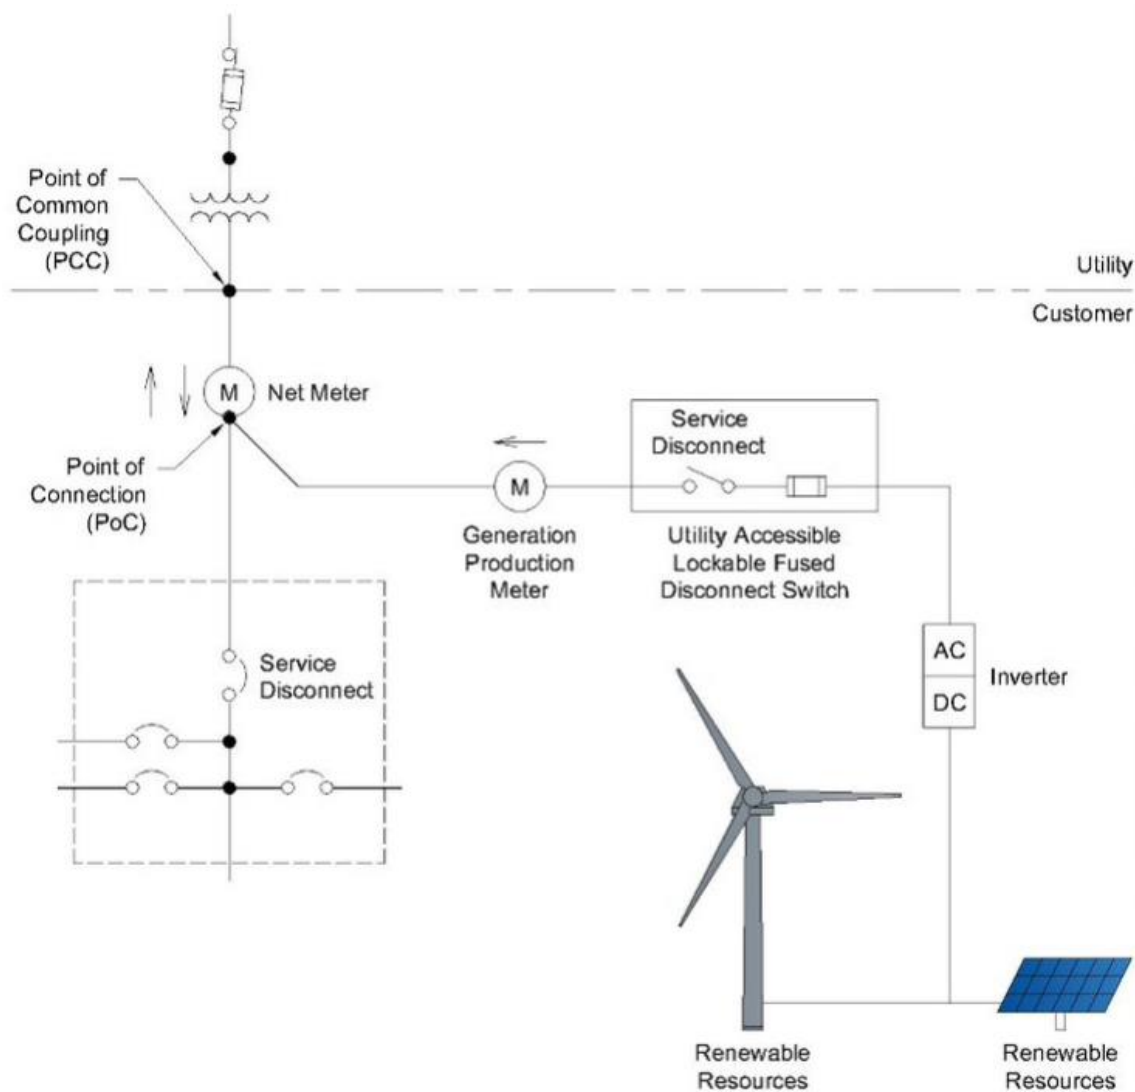 Point of
Common
Coupling
(PCC)
Utility
Customer
M
Net Meter
Point of
Connection
(PoC)
Service
Disconnect
M
Generation
Production
Meter
Utility Accessible
Lockable Fused
Disconnect Switch
Service
Disconnect
AC
DC
Inverter
Renewable
Resources
Renewable
Resources